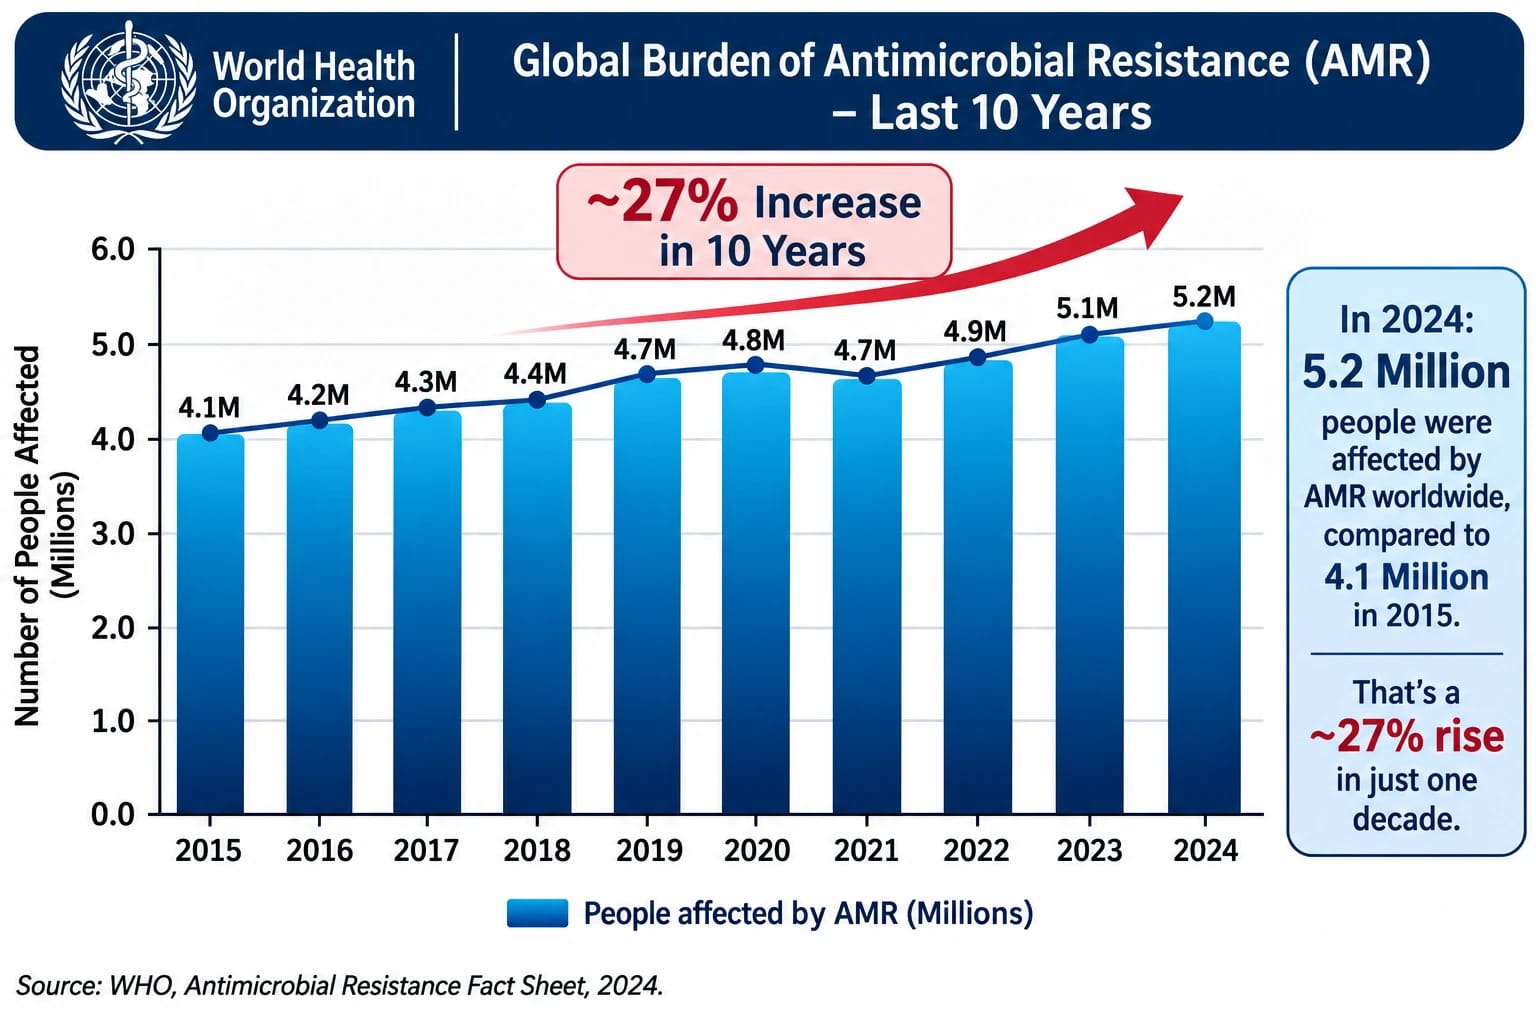 World Health
Organization
Global Burden of Antimicrobial Resistance (AMR)
– Last 10 Years
~27% Increase
in 10 Years
Number of People Affected
(Millions)
6.0
5.0
4.0
3.0
2.0
1.0
0.0
4.1M
4.2M
4.3M
4.4M
4.7M
4.8M
4.7M
4.9M
5.1M
5.2M
2015
2016
2017
2018
2019
2020
2021
2022
2023
2024
People affected by AMR (Millions)
In 2024:
5.2 Million
people were
affected by
AMR worldwide,
compared to
4.1 Million
in 2015.
That's a
~27% rise
in just one
decade.
Source: WHO, Antimicrobial Resistance Fact Sheet, 2024.